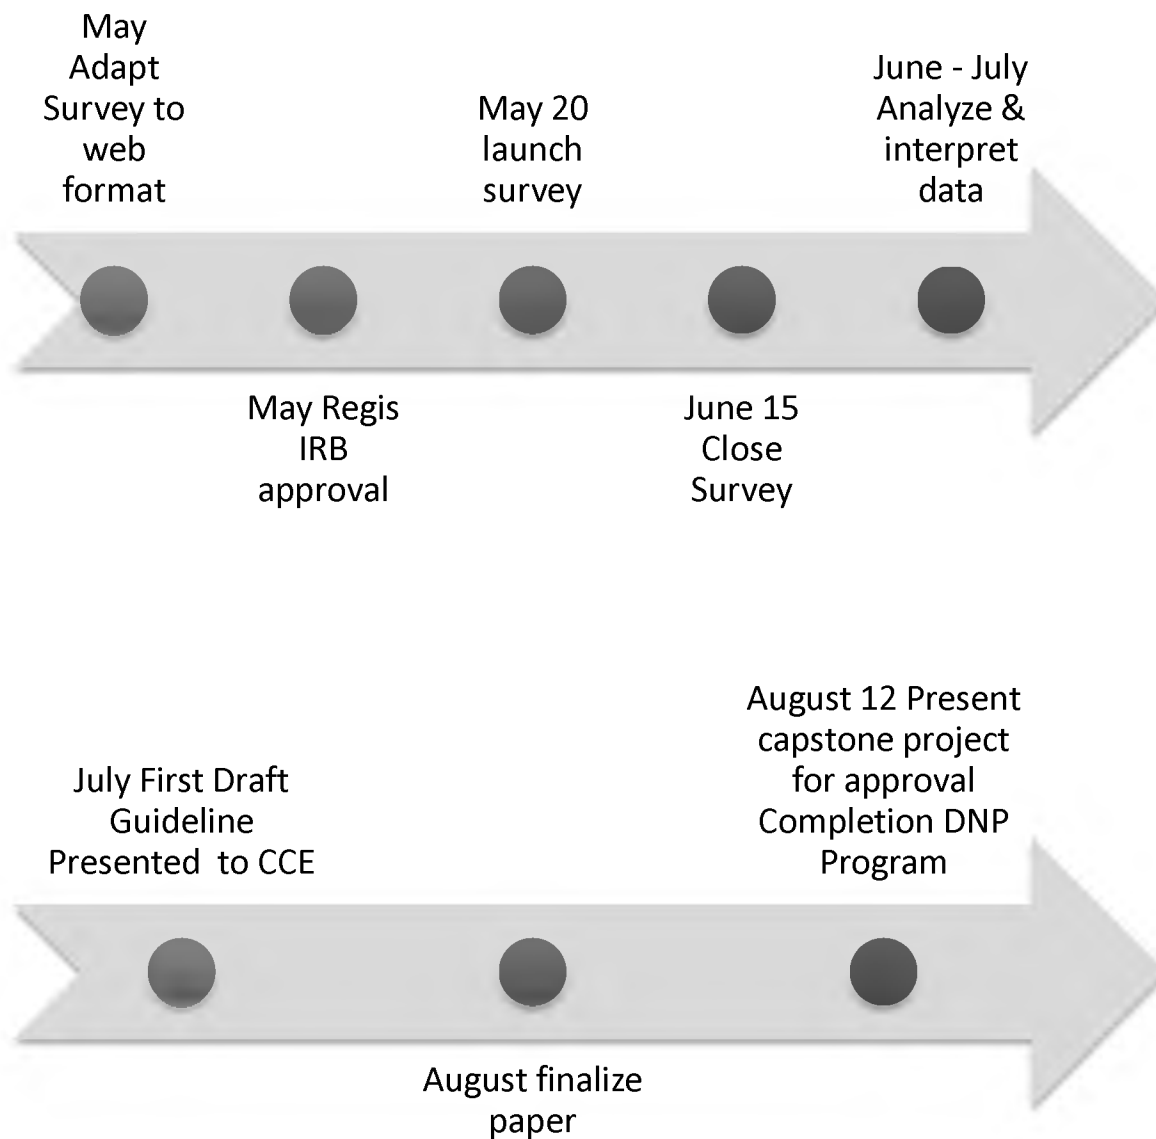 May
Adapt
Survey to
web
format
May Regis
IRB
approval
May 20
launch
survey
June 15
Close
Survey
June - July
Analyze &
interpret
data
July First Draft
Guideline
Presented  to CCE
August finalize
paper
August 12 Present
capstone project
for approval
Completion DNP
Program